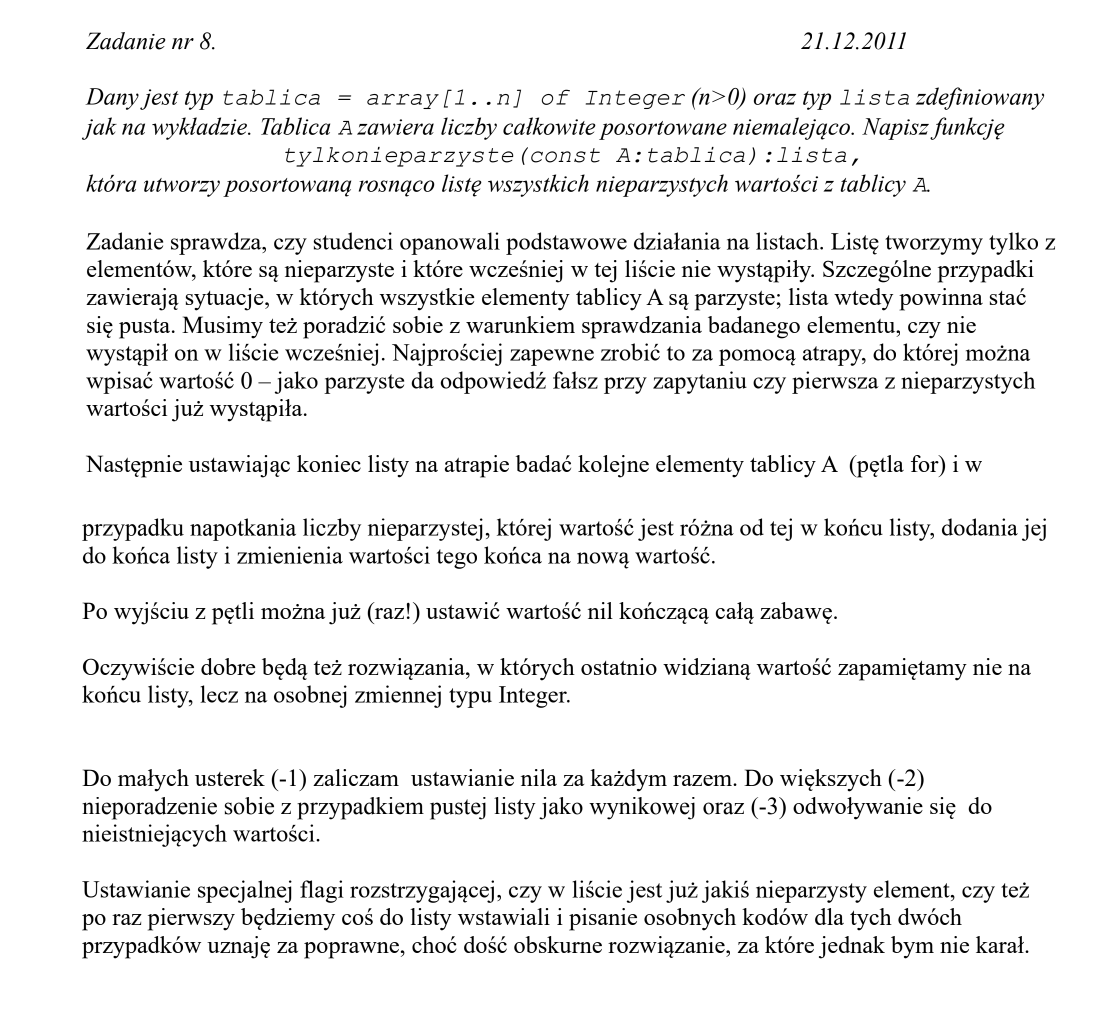 Zadanie nr 8. 21.12.2011
Dany jest typ tablica = array[1..n] of Integer (n>0) oraz typ lista zdefiniowany
jak na wykładzie. Tablica A zawiera liczby całkowite posortowane niemalejąco. Napisz funkcję
tylkonieparzyste(const A:tablica):lista,
która utworzy posortowaną rosnąco listę wszystkich nieparzystych wartości z tablicy A.
Zadanie sprawdza, czy studenci opanowali podstawowe działania na listach. Listę tworzymy tylko z
elementów, które są nieparzyste i które wcześniej w tej liście nie wystąpiły. Szczególne przypadki
zawierają sytuacje, w których wszystkie elementy tablicy A są parzyste; lista wtedy powinna stać
się pusta. Musimy też poradzić sobie z warunkiem sprawdzania badanego elementu, czy nie
wystąpił on w liście wcześniej. Najprościej zapewne zrobić to za pomocą atrapy, do której można
wpisać wartość 0 – jako parzyste da odpowiedź fałsz przy zapytaniu czy pierwsza z nieparzystych
wartości już wystąpiła.
Następnie ustawiając koniec listy na atrapie badać kolejne elementy tablicy A (pętla for) i w
przypadku napotkania liczby nieparzystej, której wartość jest różna od tej w końcu listy, dodania jej
do końca listy i zmienienia wartości tego końca na nową wartość.
Po wyjściu z pętli można już (raz!) ustawić wartość nil kończącą całą zabawę.
Oczywiście dobre będą też rozwiązania, w których ostatnio widzianą wartość zapamiętamy nie na
końcu listy, lecz na osobnej zmiennej typu Integer.
Do małych usterek (-1) zaliczam ustawianie nila za każdym razem. Do większych (-2)
nieporadzenie sobie z przypadkiem pustej listy jako wynikowej oraz (-3) odwoływanie się do
nieistniejących wartości.
Ustawianie specjalnej flagi rozstrzygającej, czy w liście jest już jakiś nieparzysty element, czy też
po raz pierwszy będziemy coś do listy wstawiali i pisanie osobnych kodów dla tych dwóch
przypadków uznaję za poprawne, choć dość obskurne rozwiązanie, za które jednak bym nie karał.